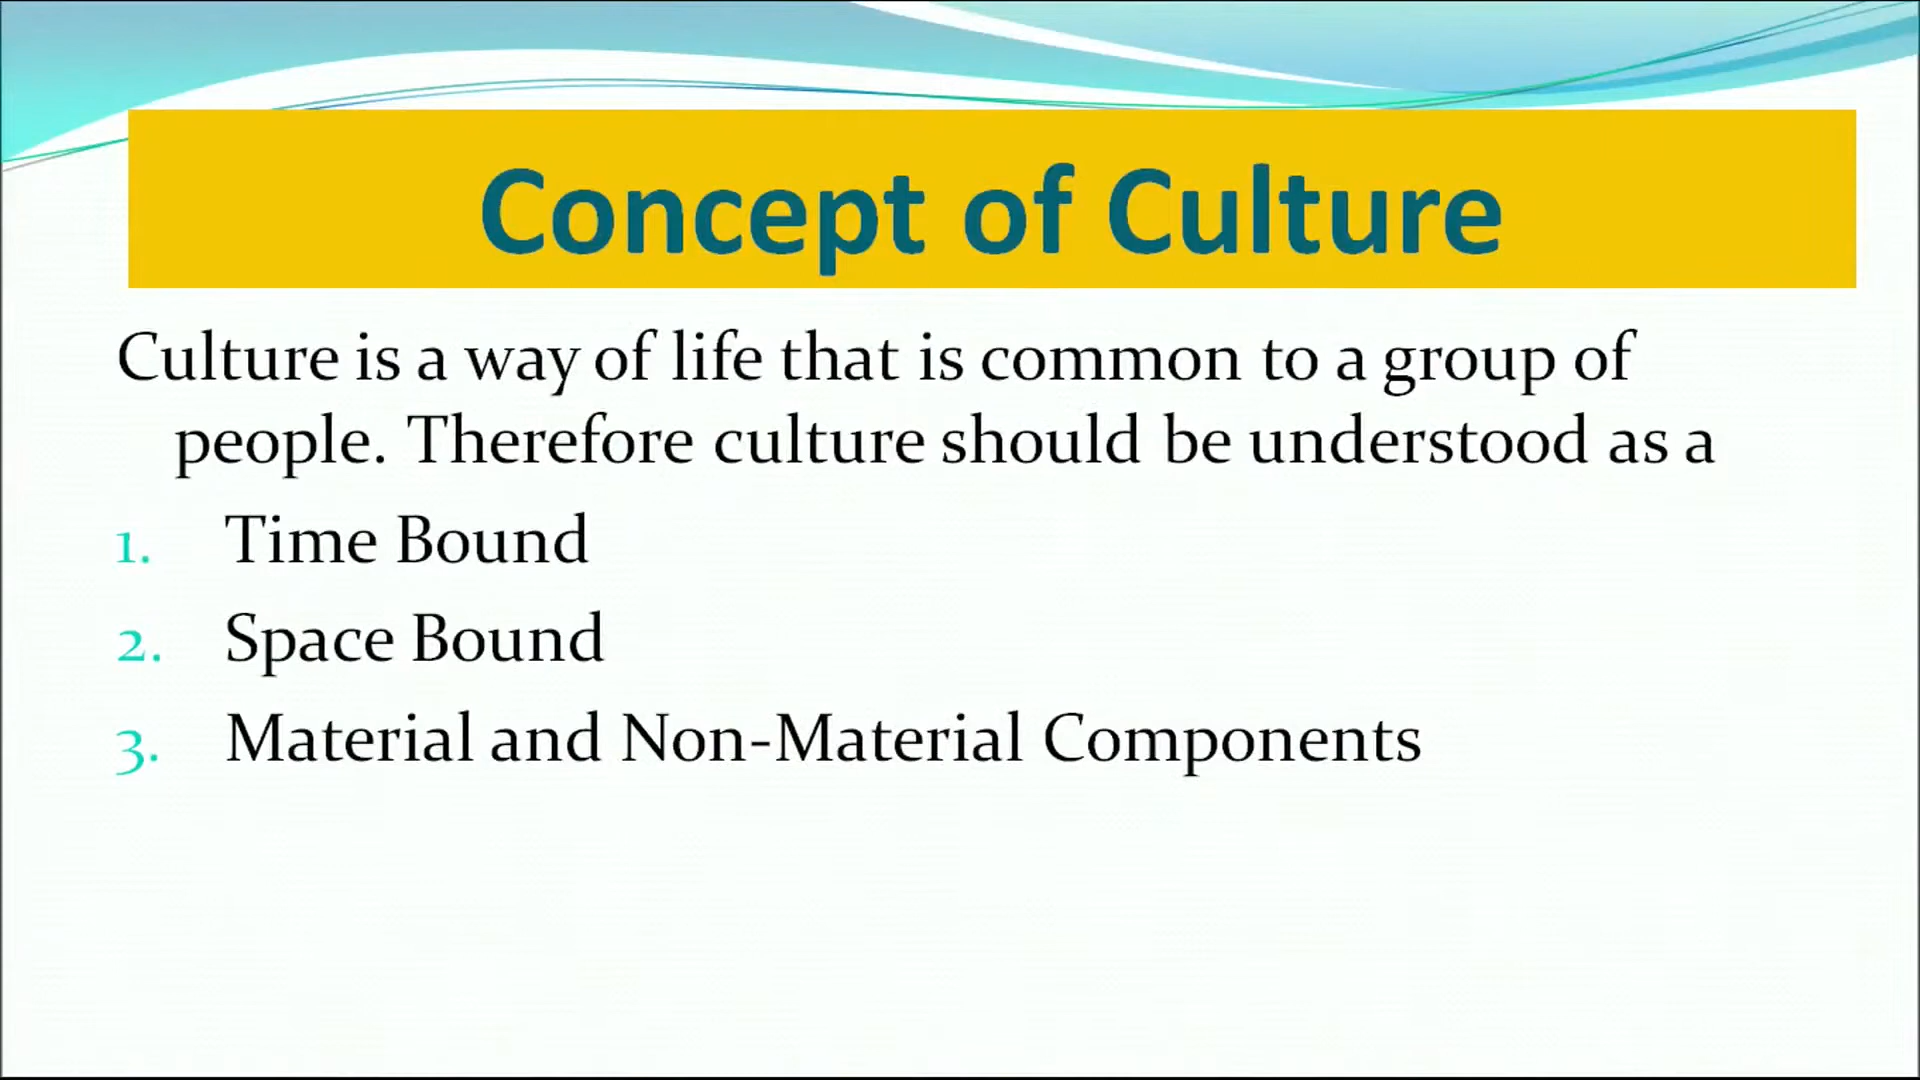 Concept of Culture
Culture is a way of life that is common to a group of
people. Therefore culture should be understood as a
1. Time Bound
2. Space Bound
3. Material and Non-Material Components